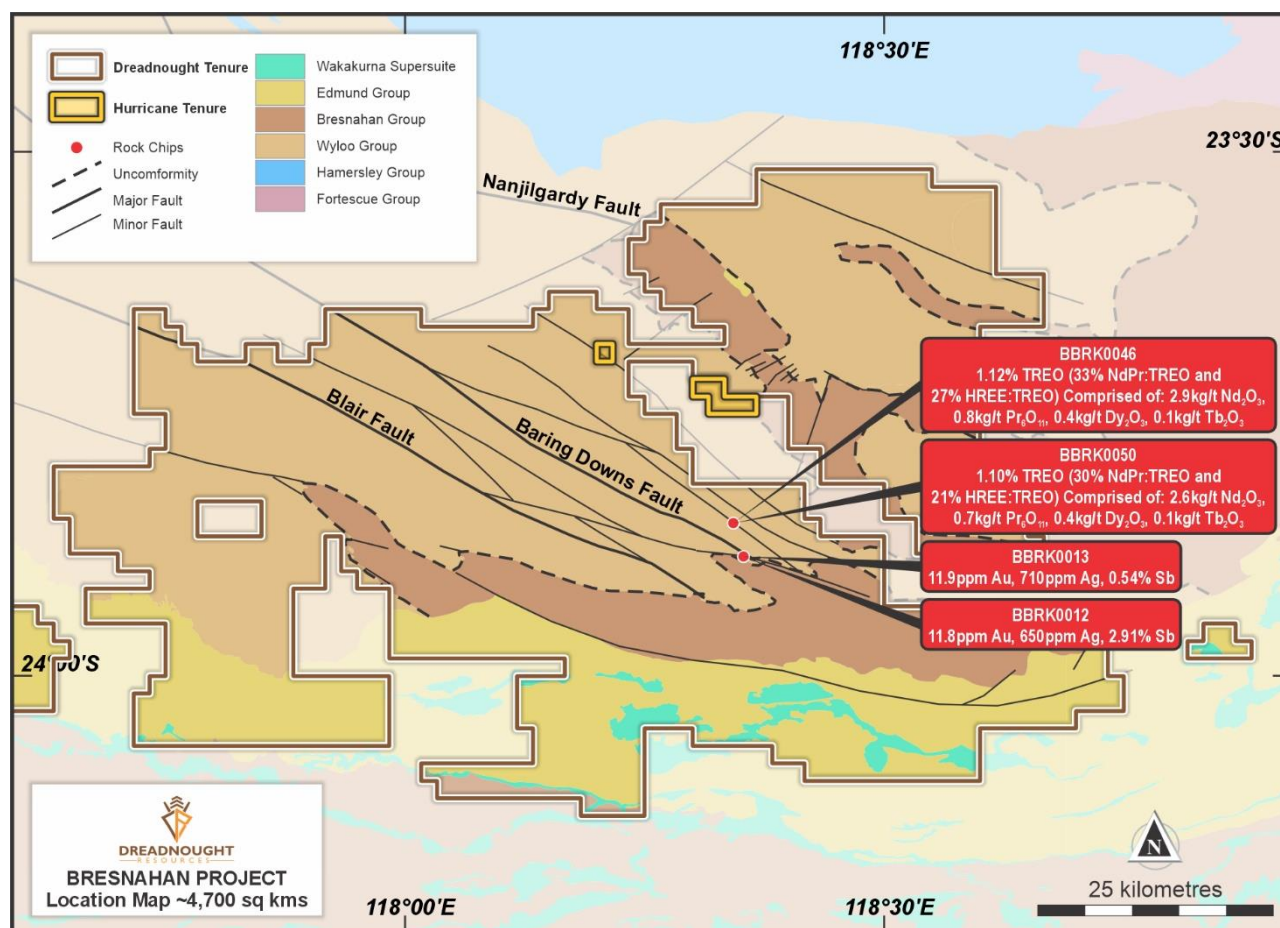 118°30'E
23°30'S
Dreadnought Tenure
Hurricane Tenure
Rock Chips
Uncomformity
Major Fault
Minor Fault
Wakakurna Supersuite
Edmund Group
Bresnahan Group
Wyloo Group
Hamersley Group
Fortescue Group
Nanjilgardy Fault
Blair Fault
Baring Downs Fault
BBRK0046
1.12% TREO (33% NdPr:TREO and
27% HREE:TREO) Comprised of: 2.9kg/t Nd₂O₃,
0.8kg/t Pr₆O₁₁, 0.4kg/t Dy₂O₃, 0.1kg/t Tb₂O₃
BBRK0050
1.10% TREO (30% NdPr:TREO and
21% HREE:TREO) Comprised of: 2.6kg/t Nd₂O₃,
0.7kg/t Pr₆O₁₁, 0.4kg/t Dy₂O₃, 0.1kg/t Tb₂O₃
BBRK0013
11.9ppm Au, 710ppm Ag, 0.54% Sb
BBRK0012
11.8ppm Au, 650ppm Ag, 2.91% Sb
24°00'S
DREADNOUGHT
RESOURCES
BRESNAHAN PROJECT
Location Map ~4,700 sq kms
N
25 kilometres
118°00'E
118°30'E